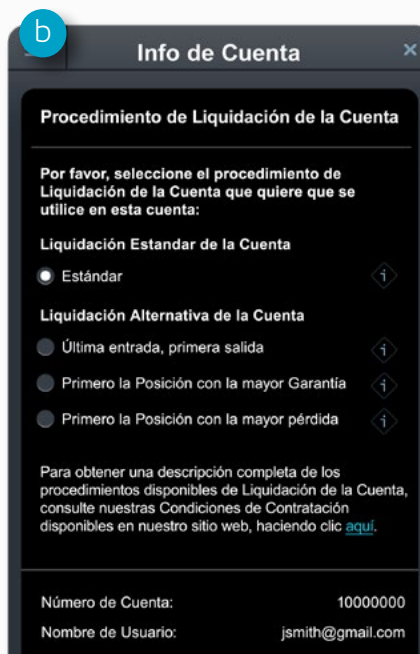 b
Info de Cuenta
Procedimiento de Liquidación de la Cuenta
Por favor, seleccione el procedimiento de
Liquidación de la Cuenta que quiere que se
utilice en esta cuenta:
Liquidación Estandar de la Cuenta
Estándar
Liquidación Alternativa de la Cuenta
Última entrada, primera salida
Primero la Posición con la mayor Garantía
Primero la Posición con la mayor pérdida
Para obtener una descripción completa de los
procedimientos disponibles de Liquidación de la Cuenta,
consulte nuestras Condiciones de Contratación
disponibles en nuestro sitio web, haciendo clic aquí.
Número de Cuenta: 10000000
Nombre de Usuario: jsmith@gmail.com